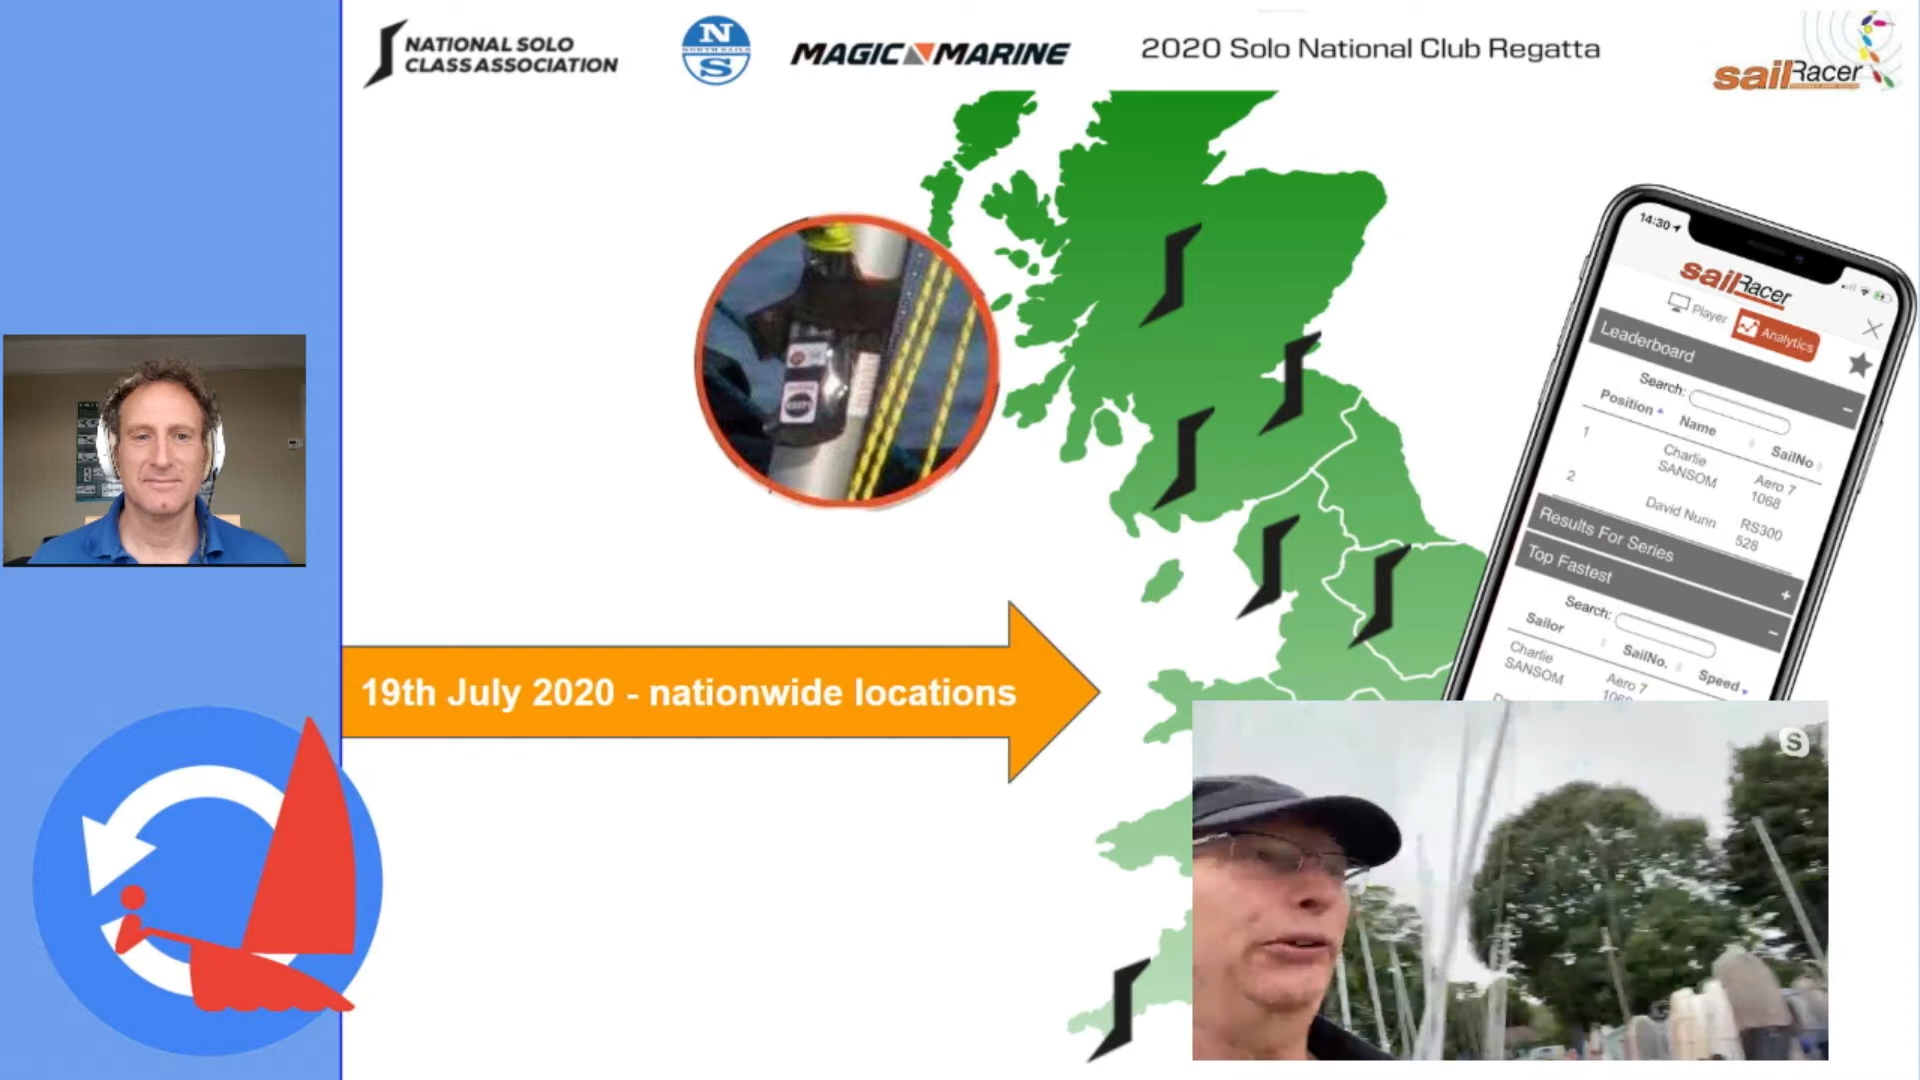 NATIONAL SOLO
CLASS ASSOCIATION
N
NORTH SAILS
S
MAGIC MARINE
2020 Solo National Club Regatta
sailRacer
14:30
sailRacer
Player
Analytics
Leaderboard
Search:
Position
Name
SailNo
1
Charlie
SANSOM
Aero 7
1068
2
David Nunn
RS300
528
Results For Series
Top Fastest
Search:
Sailor
SailNo.
Speed
Charlie
SANSOM
Aero 7
19th July 2020 - nationwide locations
S